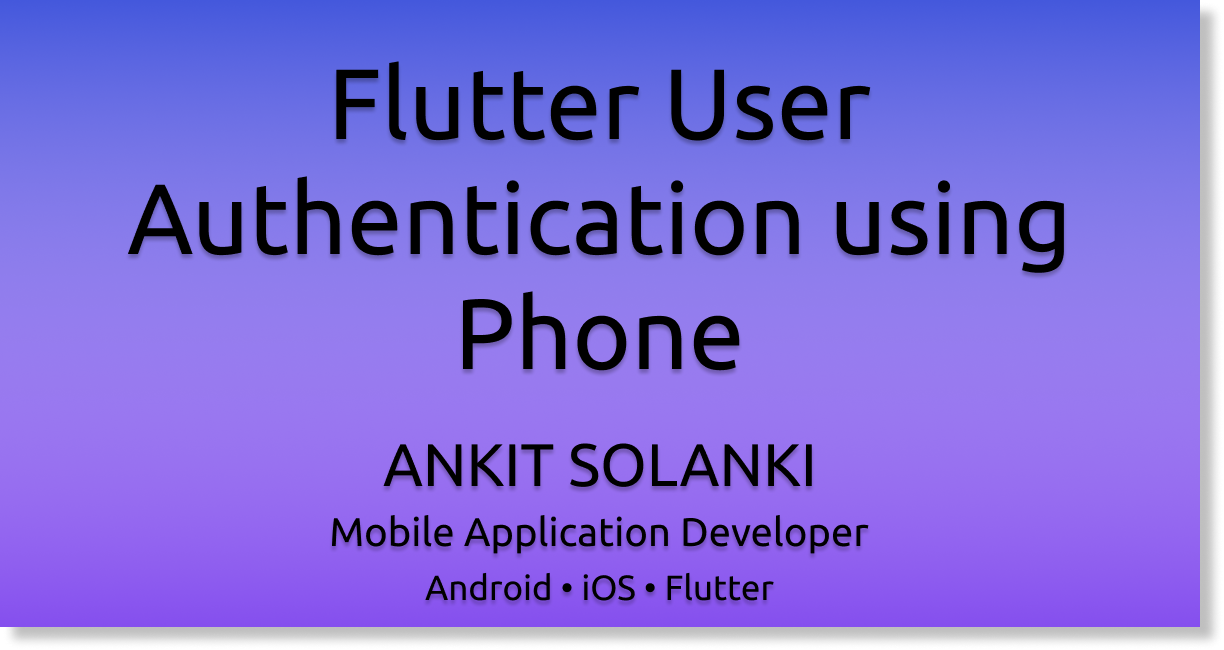 Flutter User
Authentication using
Phone
ANKIT SOLANKI
Mobile Application Developer
Android • iOS • Flutter